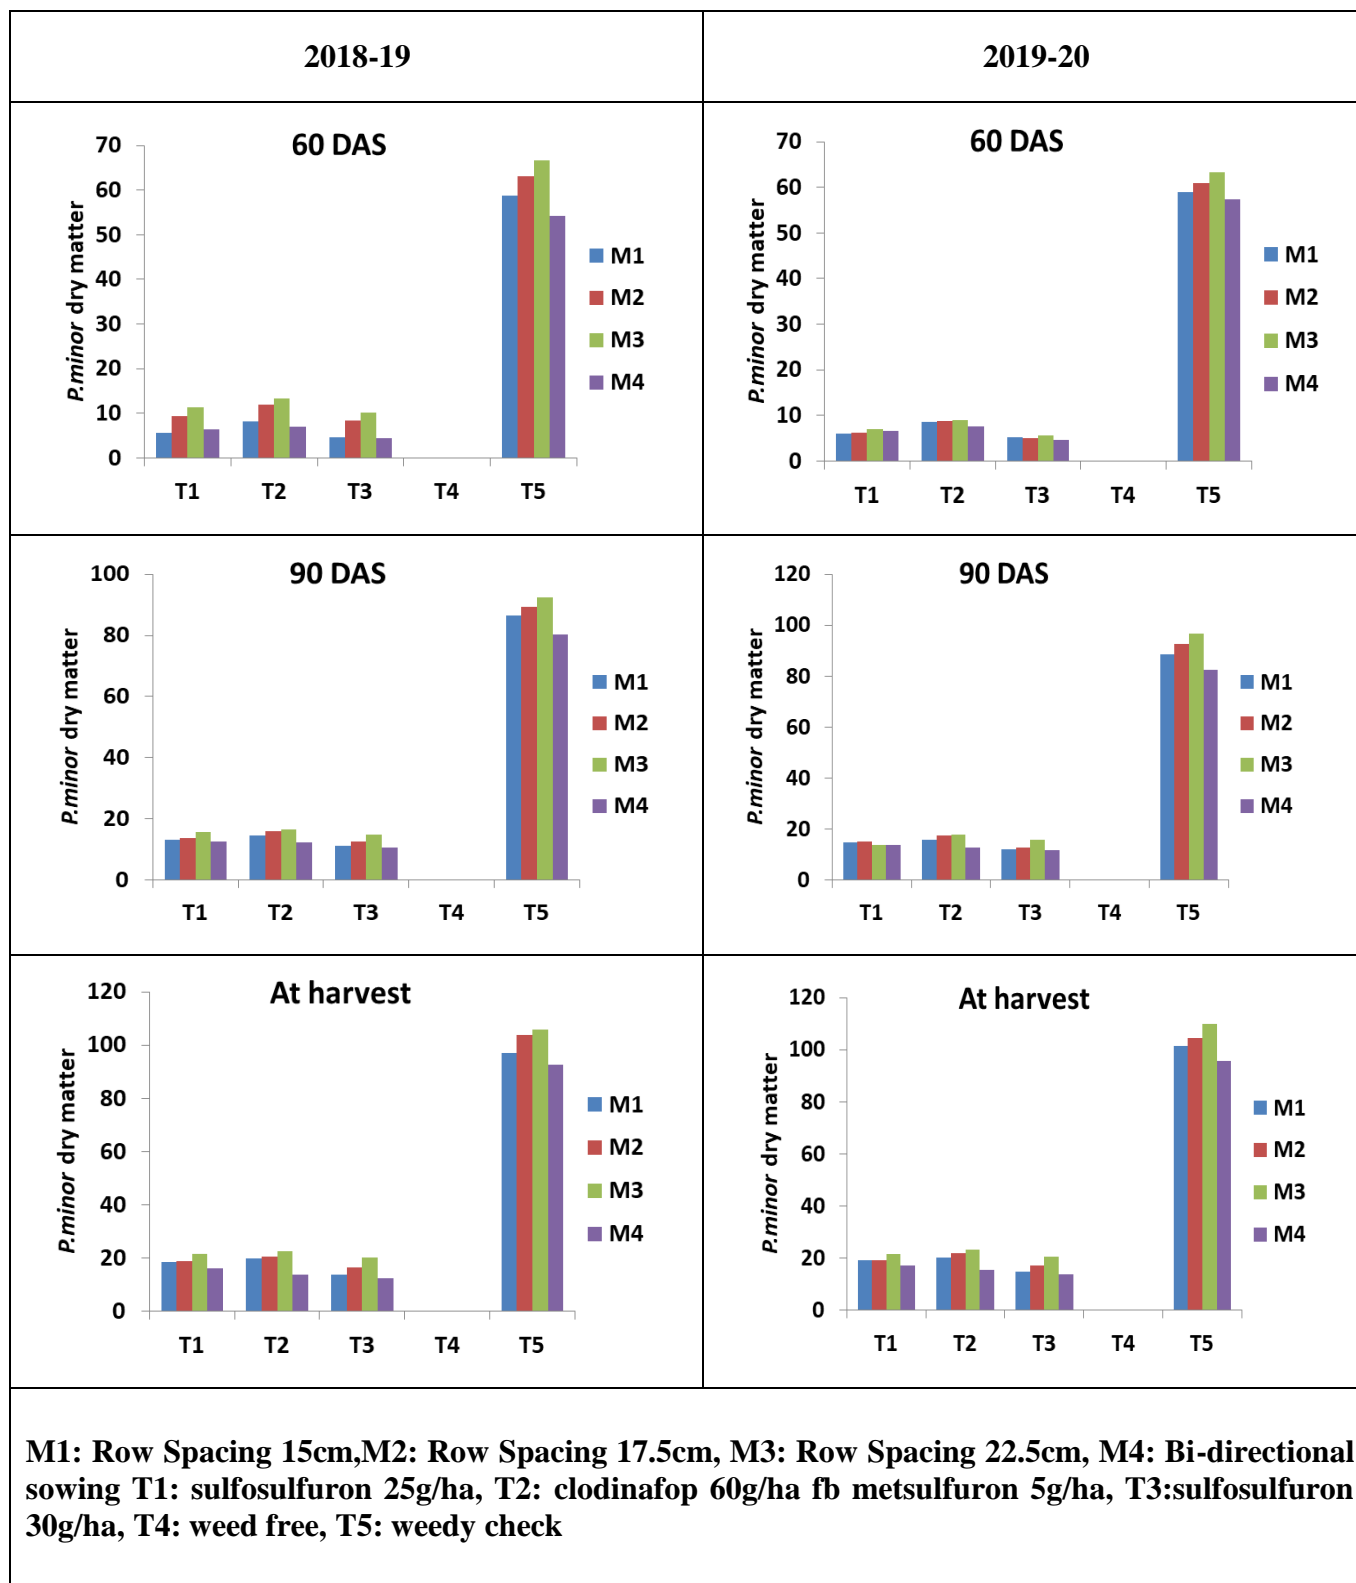 2018-19
2019-20
60 DAS
P.minor dry matter
70
60
50
40
30
20
10
0
T1 T2 T3 T4 T5
M1
M2
M3
M4
60 DAS
P.minor dry matter
70
60
50
40
30
20
10
0
T1 T2 T3 T4 T5
M1
M2
M3
M4
90 DAS
P.minor dry matter
100
80
60
40
20
0
T1 T2 T3 T4 T5
M1
M2
M3
M4
90 DAS
P.minor dry matter
120
100
80
60
40
20
0
T1 T2 T3 T4 T5
M1
M2
M3
M4
At harvest
P.minor dry matter
120
100
80
60
40
20
0
T1 T2 T3 T4 T5
M1
M2
M3
M4
At harvest
P.minor dry matter
120
100
80
60
40
20
0
T1 T2 T3 T4 T5
M1
M2
M3
M4
M1: Row Spacing 15cm,M2: Row Spacing 17.5cm, M3: Row Spacing 22.5cm, M4: Bi-directional
sowing T1: sulfosulfuron 25g/ha, T2: clodinafop 60g/ha fb metsulfuron 5g/ha, T3:sulfosulfuron
30g/ha, T4: weed free, T5: weedy check